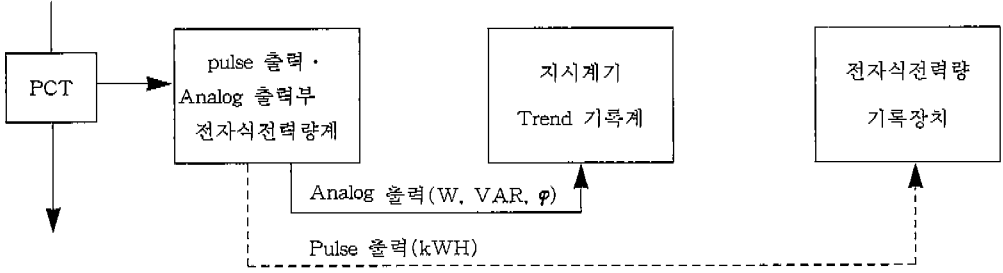 PCT
pulse 출력·
Analog 출력부
전자식전력량계
지시계기
Trend 기록계
전자식전력량
기록장치
Analog 출력(W, VAR, φ)
Pulse 출력(kWH)